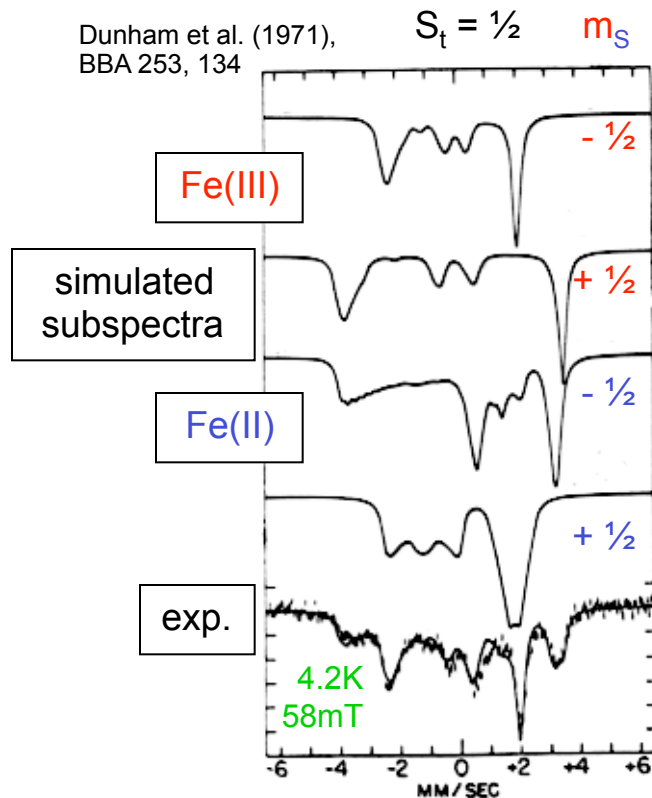 Dunham et al. (1971),
BBA 253, 134
S_t = ½
m_S
- ½
Fe(III)
+ ½
simulated
subspectra
- ½
Fe(II)
+ ½
exp.
4.2K
58mT
-6 -4 -2 0 +2 +4 +6
MM/SEC